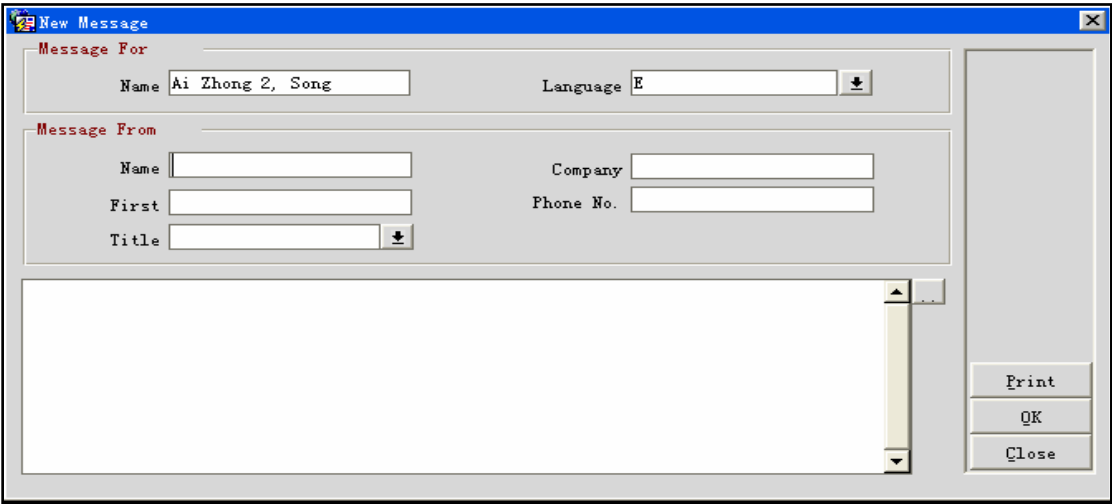 New Message
Message For
Name Ai Zhong 2, Song Language E
Message From
Name Company
First Phone No.
Title
..
Print
OK
Close